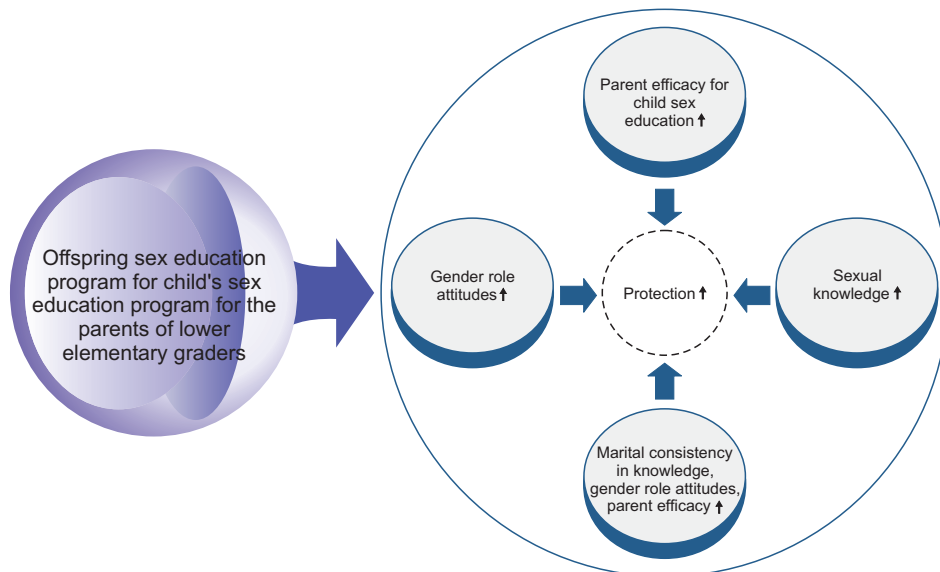 Parent efficacy for
child sex
education ↑
Offspring sex education
program for child's sex
education program for the
parents of lower
elementary graders
Gender role
attitudes ↑
Protection ↑
Sexual
knowledge ↑
Marital consistency
in knowledge,
gender role attitudes,
parent efficacy ↑